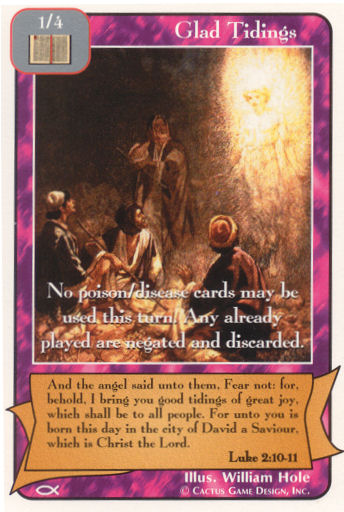 1/4
Glad Tidings
No poison/disease cards may be
used this turn. Any already
played are negated and discarded.
And the angel said unto them, Fear not: for,
behold, I bring you good tidings of great joy,
which shall be to all people. For unto you is
born this day in the city of David a Saviour,
which is Christ the Lord.
Luke 2:10-11
Illus. William Hole
© Cactus Game Design, Inc.